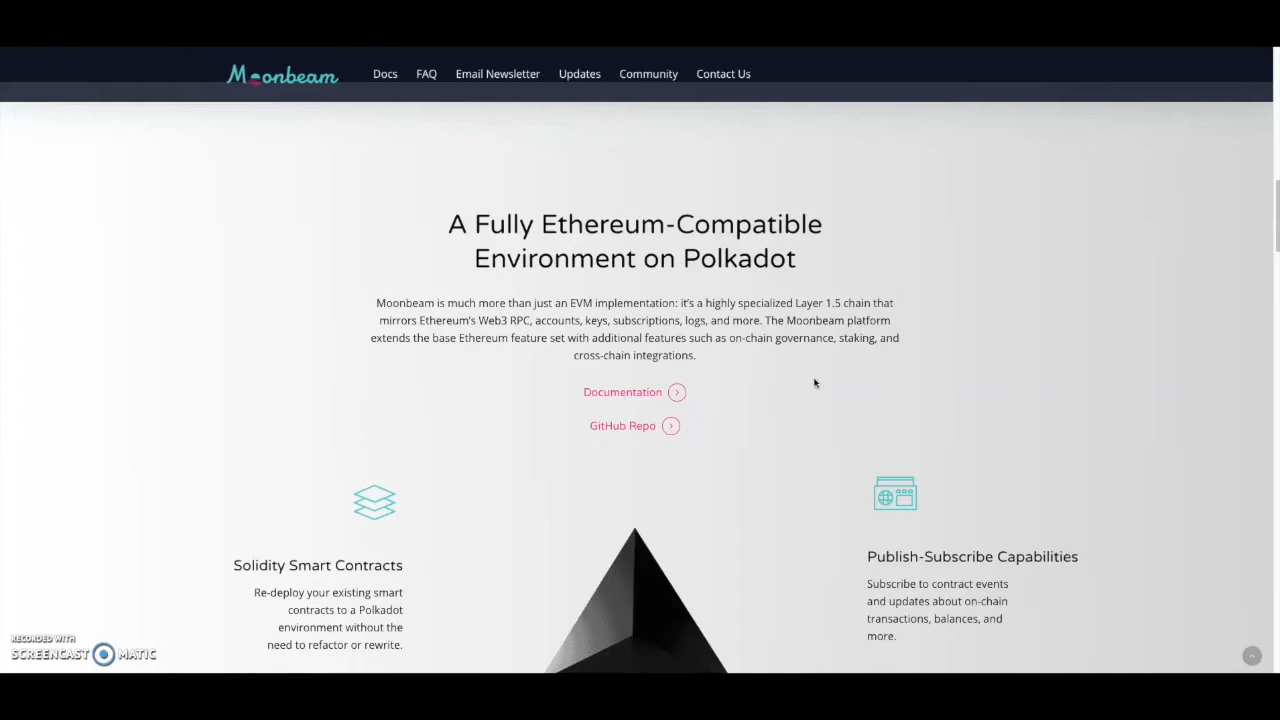 Moonbeam
Docs
FAQ
Email Newsletter
Updates
Community
Contact Us
A Fully Ethereum-Compatible
Environment on Polkadot
Moonbeam is much more than just an EVM implementation: it's a highly specialized Layer 1.5 chain that
mirrors Ethereum's Web3 RPC, accounts, keys, subscriptions, logs, and more. The Moonbeam platform
extends the base Ethereum feature set with additional features such as on-chain governance, staking, and
cross-chain integrations.
Documentation
GitHub Repo
Solidity Smart Contracts
Re-deploy your existing smart
contracts to a Polkadot
environment without the
need to refactor or rewrite.
Publish-Subscribe Capabilities
Subscribe to contract events
and updates about on-chain
transactions, balances, and
more.
RECORDED WITH
SCREENCAST MATIC